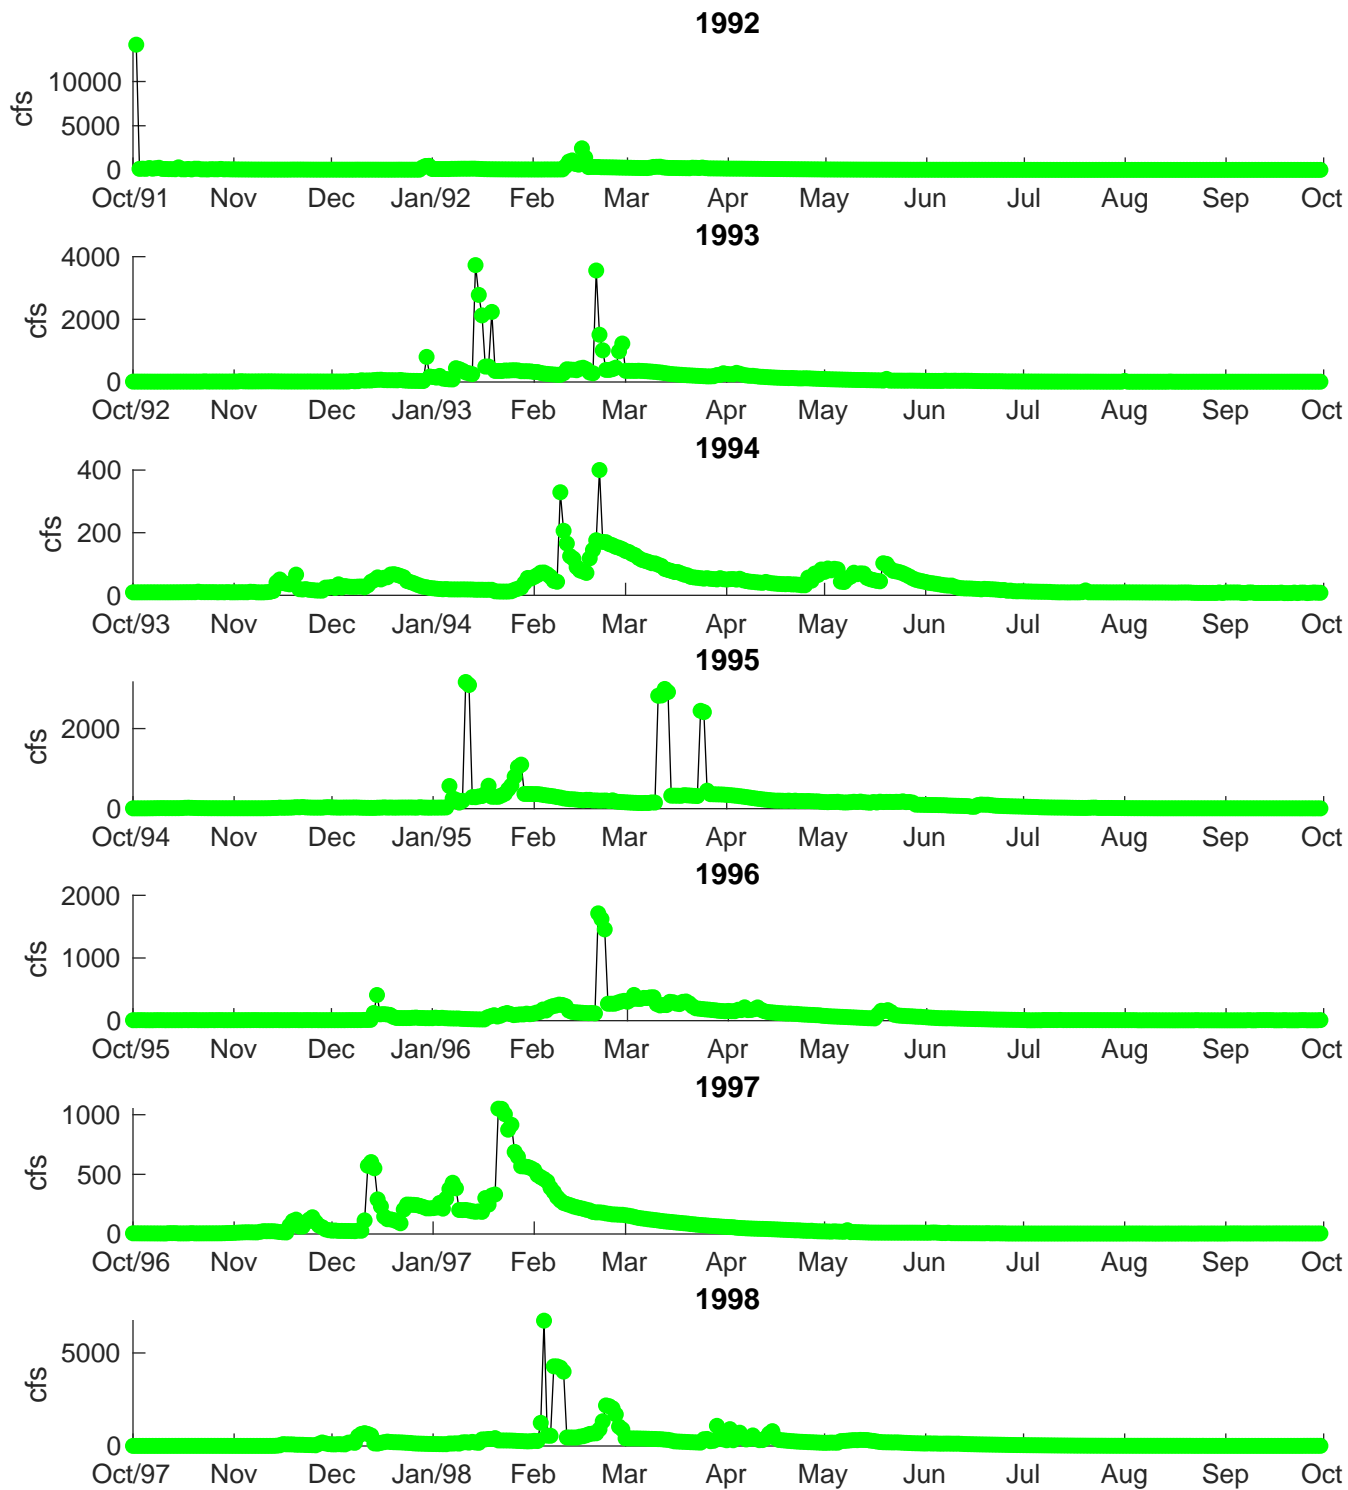 1992
cfs
10000
5000
0
Oct/91 Nov Dec Jan/92 Feb Mar Apr May Jun Jul Aug Sep Oct
1993
cfs
4000
2000
0
Oct/92 Nov Dec Jan/93 Feb Mar Apr May Jun Jul Aug Sep Oct
1994
cfs
400
200
0
Oct/93 Nov Dec Jan/94 Feb Mar Apr May Jun Jul Aug Sep Oct
1995
cfs
2000
0
Oct/94 Nov Dec Jan/95 Feb Mar Apr May Jun Jul Aug Sep Oct
1996
cfs
2000
1000
0
Oct/95 Nov Dec Jan/96 Feb Mar Apr May Jun Jul Aug Sep Oct
1997
cfs
1000
500
0
Oct/96 Nov Dec Jan/97 Feb Mar Apr May Jun Jul Aug Sep Oct
1998
cfs
5000
0
Oct/97 Nov Dec Jan/98 Feb Mar Apr May Jun Jul Aug Sep Oct